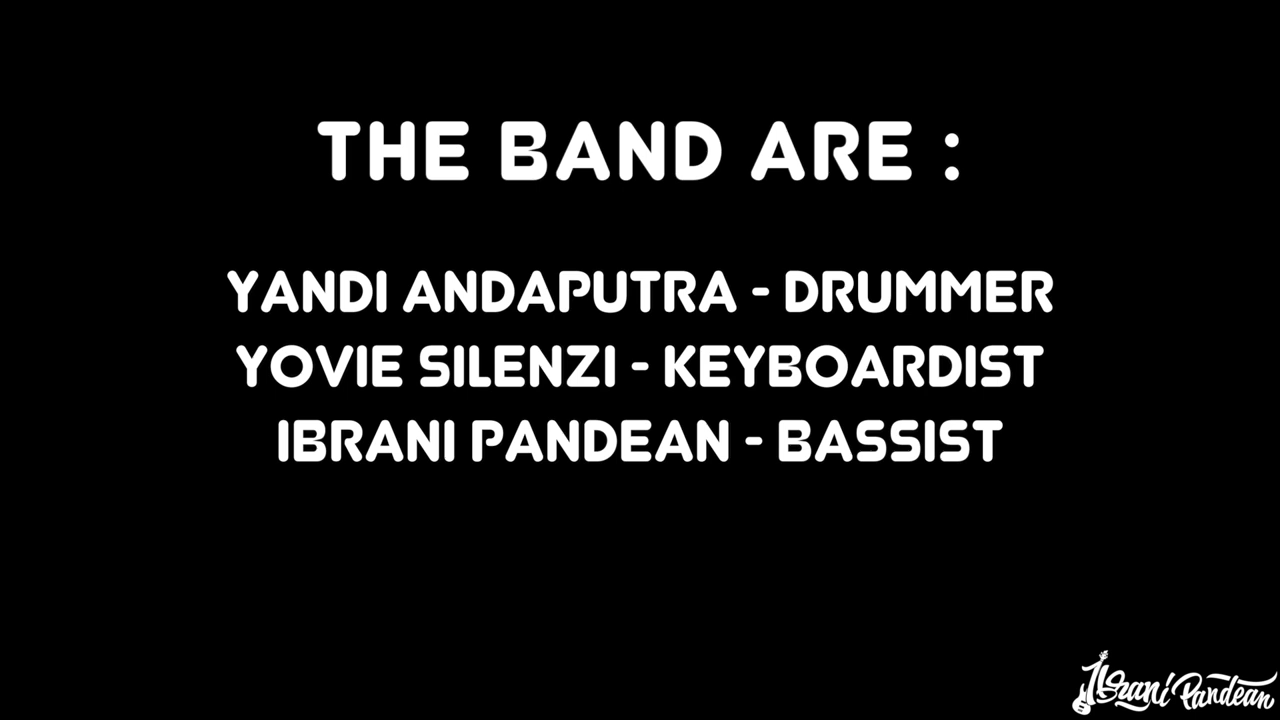 THE BAND ARE :
YANDI ANDAPUTRA - DRUMMER
YOVIE SILENZI - KEYBOARDIST
IBRANI PANDEAN - BASSIST
Ibrani Pandean